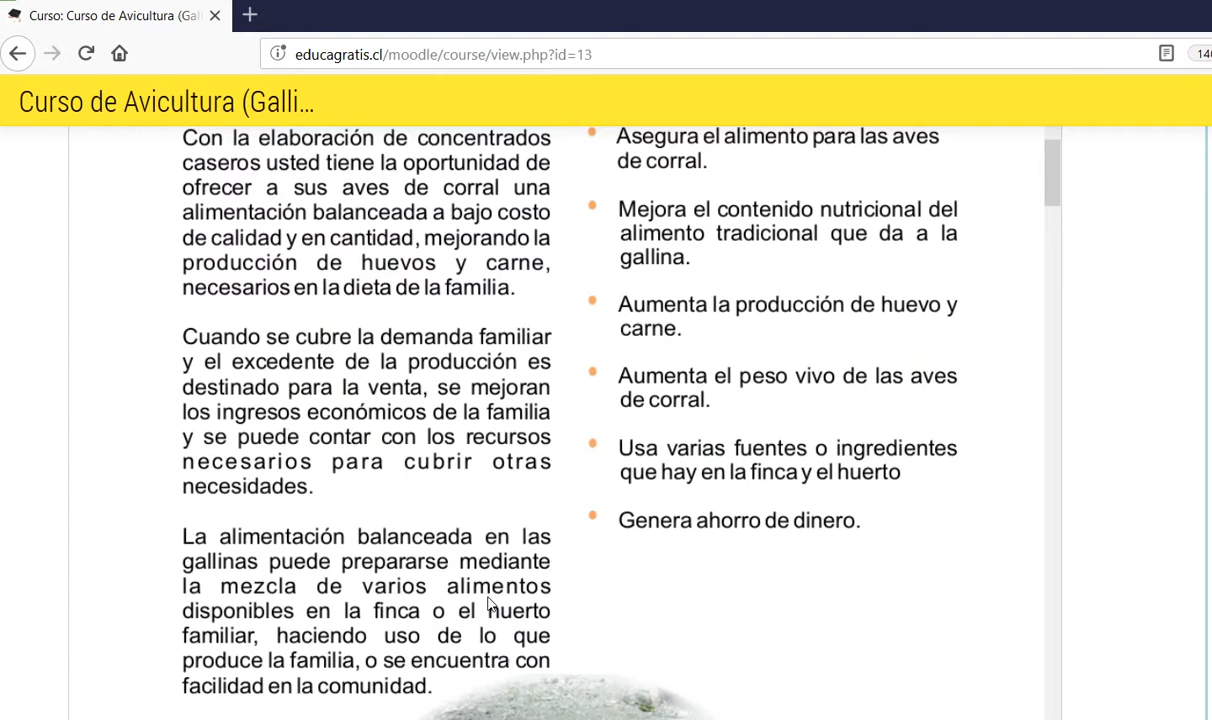 Curso: Curso de Avicultura (Gal
educagratis.cl/moodle/course/view.php?id=13
140
Curso de Avicultura (Galli...
Con la elaboración de concentrados
caseros usted tiene la oportunidad de
ofrecer a sus aves de corral una
alimentación balanceada a bajo costo
de calidad y en cantidad, mejorando la
producción de huevos y carne,
necesarios en la dieta de la familia.
Cuando se cubre la demanda familiar
y el excedente de la producción es
destinado para la venta, se mejoran
los ingresos económicos de la familia
y se puede contar con los recursos
necesarios para cubrir otras
necesidades.
La alimentación balanceada en las
gallinas puede prepararse mediante
la mezcla de varios alimentos
disponibles en la finca o el huerto
familiar, haciendo uso de lo que
produce la familia, o se encuentra con
facilidad en la comunidad.
Asegura el alimento para las aves
de corral.
Mejora el contenido nutricional del
alimento tradicional que da a la
gallina.
Aumenta la producción de huevo y
carne.
Aumenta el peso vivo de las aves
de corral.
Usa varias fuentes o ingredientes
que hay en la finca y el huerto
Genera ahorro de dinero.